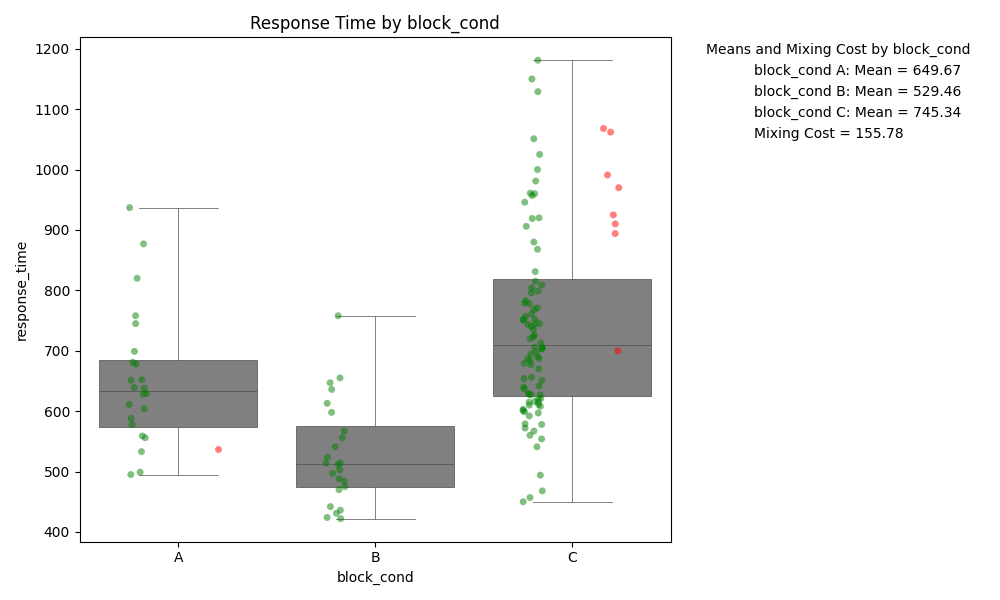 Response Time by block_cond
Means and Mixing Cost by block_cond
block_cond A: Mean = 649.67
block_cond B: Mean = 529.46
block_cond C: Mean = 745.34
Mixing Cost = 155.78
response_time
1200
1100
1000
900
800
700
600
500
400
A
B
C
block_cond